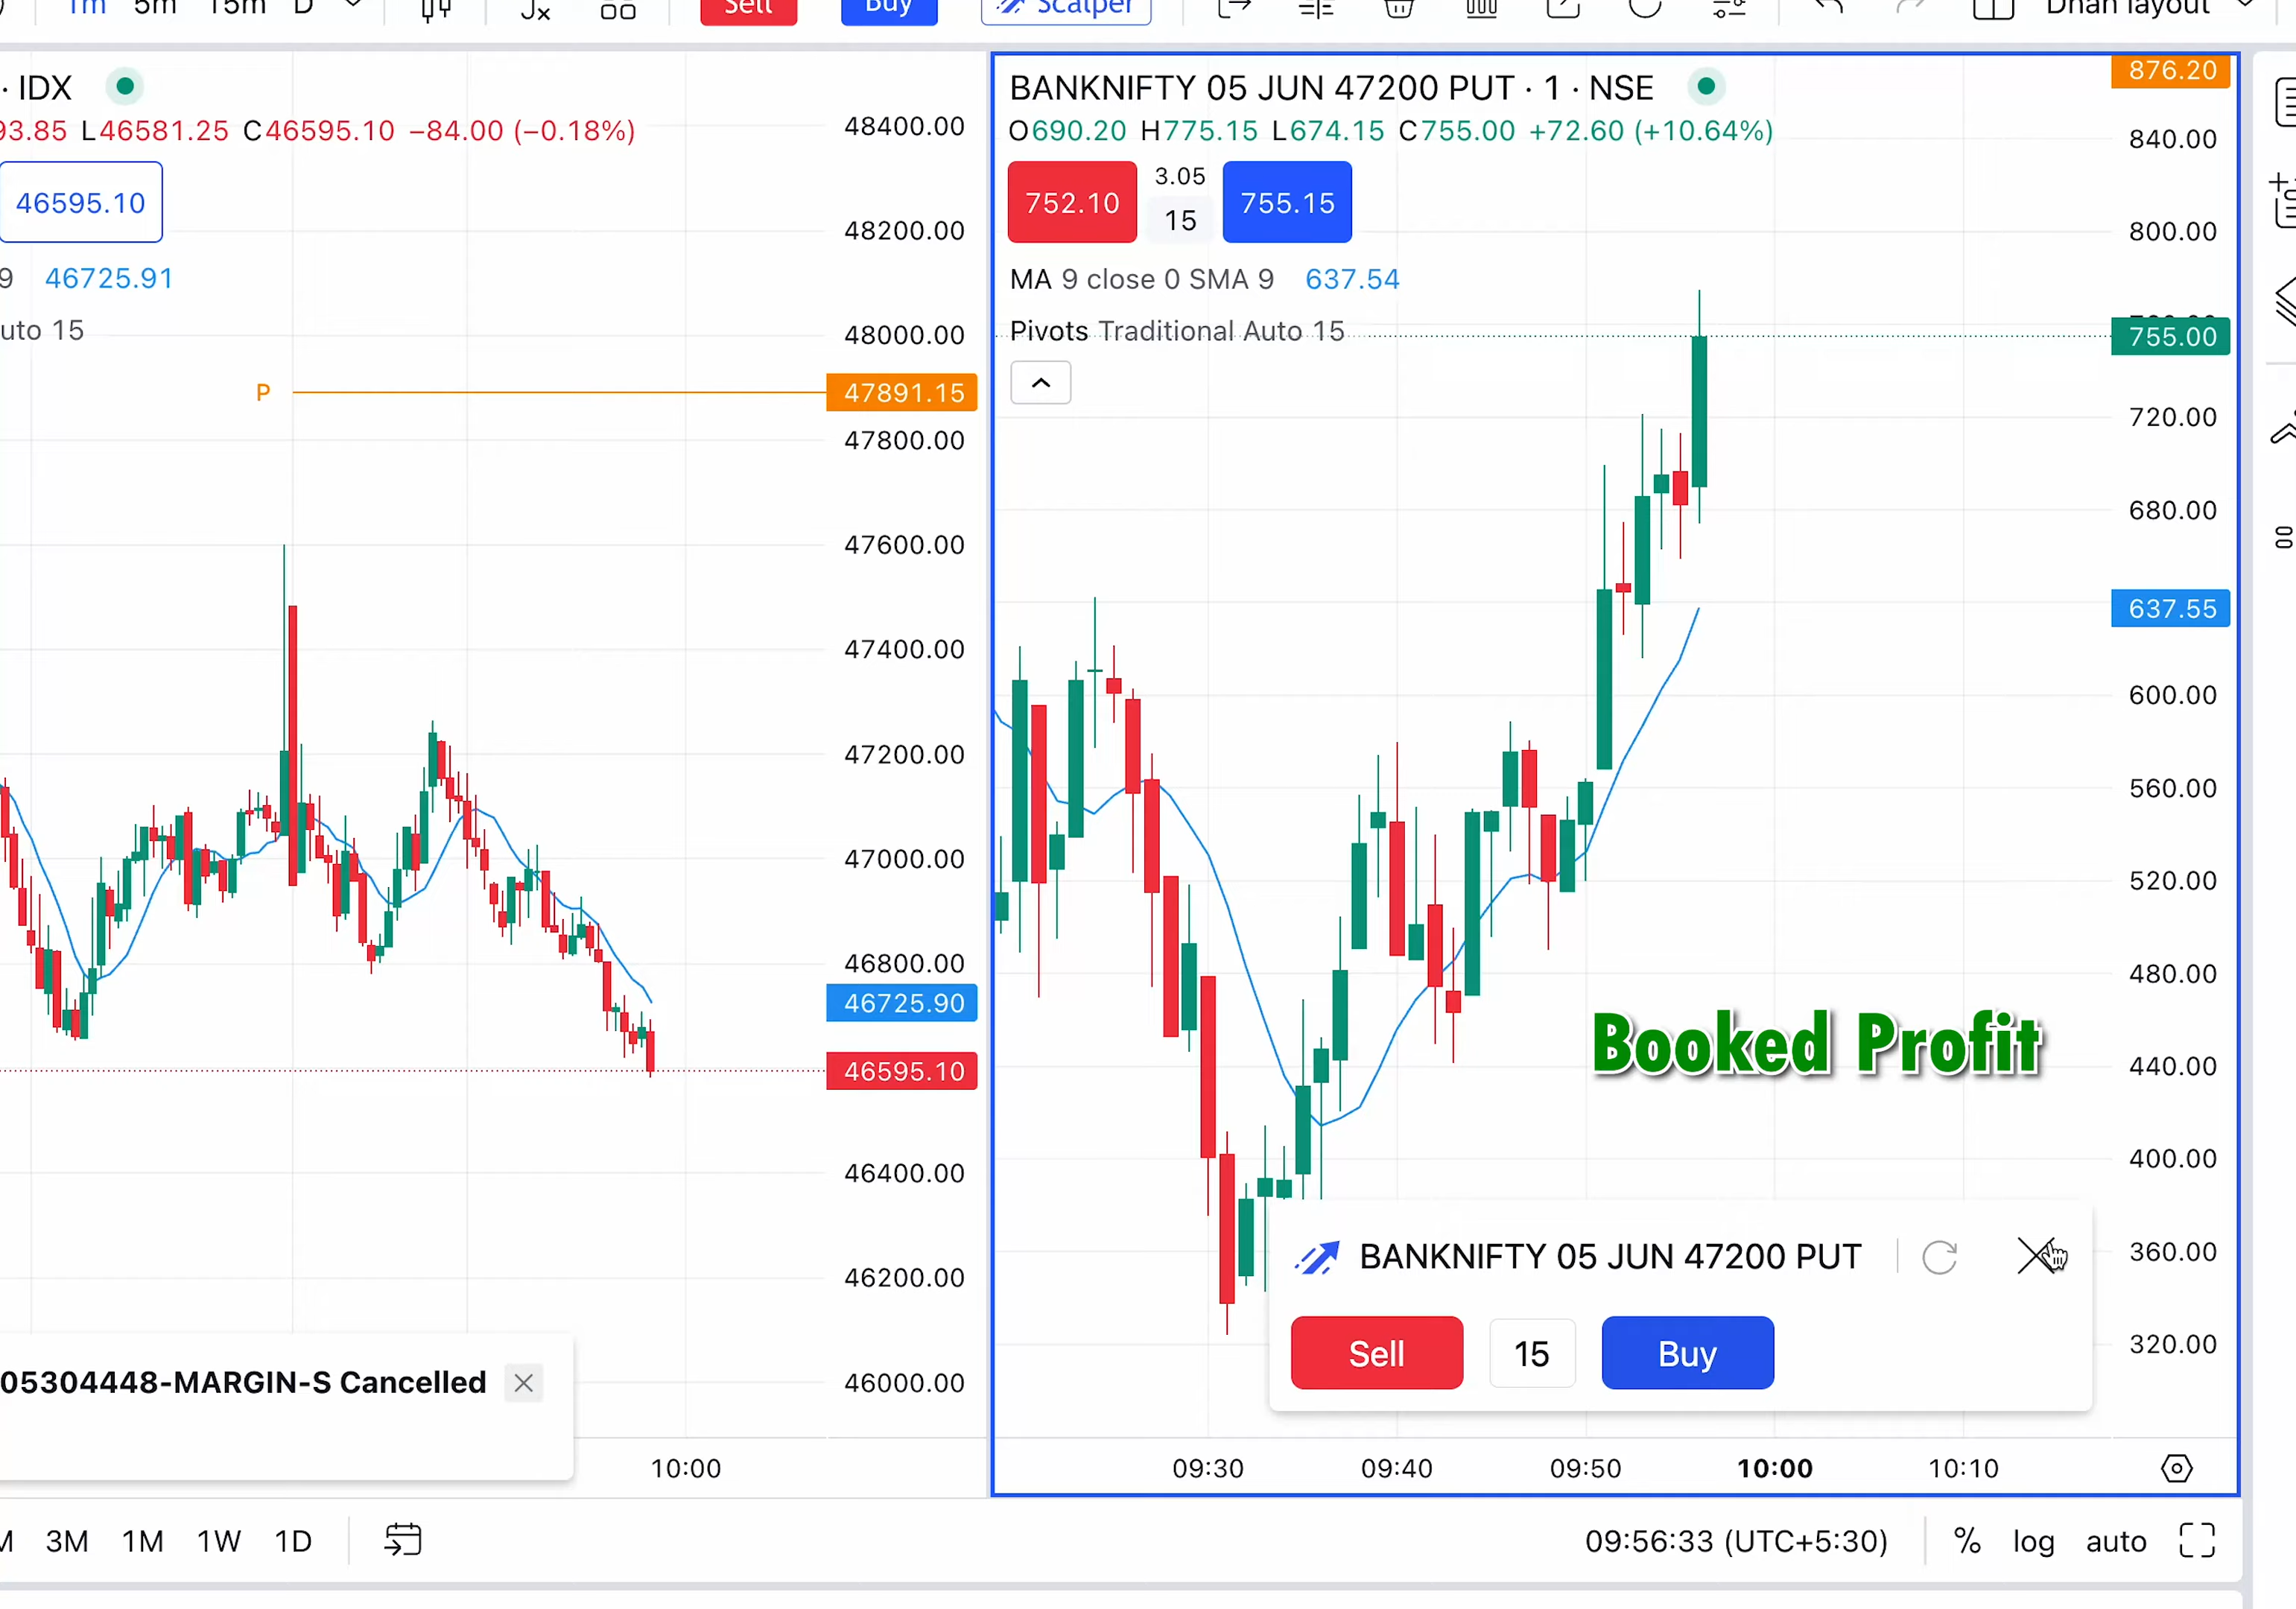 1m 5m 15m D Sell Buy Scalper Dhan layout
· IDX
93.85 L46581.25 C46595.10 −84.00 (−0.18%)
46595.10
9 46725.91
uto 15
P
48400.00
48200.00
48000.00
47891.15
47800.00
47600.00
47400.00
47200.00
47000.00
46800.00
46725.90
46595.10
46400.00
46200.00
46000.00
05304448-MARGIN-S Cancelled
10:00
BANKNIFTY 05 JUN 47200 PUT · 1 · NSE
O690.20 H775.15 L674.15 C755.00 +72.60 (+10.64%)
752.10 3.05 15 755.15
MA 9 close 0 SMA 9 637.54
Pivots Traditional Auto 15
876.20
840.00
800.00
755.00
720.00
680.00
637.55
600.00
560.00
520.00
480.00
440.00
400.00
360.00
320.00
Booked Profit
BANKNIFTY 05 JUN 47200 PUT
Sell 15 Buy
09:30 09:40 09:50 10:00 10:10
3M 1M 1W 1D
09:56:33 (UTC+5:30) % log auto